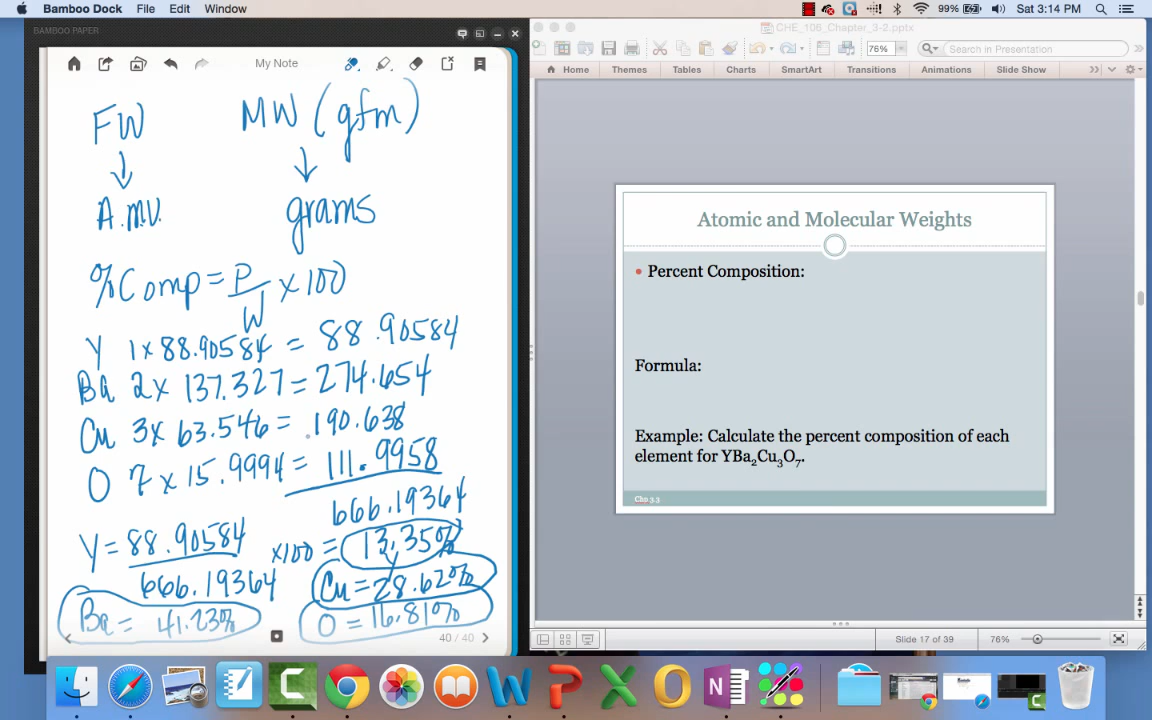 Bamboo Dock File Edit Window 99% Sat 3:14 PM
BAMBOO PAPER
My Note
FW MW (gfm)
↓ ↓
A.M.U. grams
% Comp = P/W x 100
Y 1 x 88.90584 = 88.90584
Ba 2 x 137.327 = 274.654
Cu 3 x 63.546 = 190.638
O 7 x 15.9994 = 111.9958
666.19364
Y = 88.90584 / 666.19364 x100 = 13.35%
Cu = 28.62%
Ba = 41.23% O = 16.81%
40 / 40
CHE_106_Chapter_3-2.pptx
76% Search in Presentation
Home Themes Tables Charts SmartArt Transitions Animations Slide Show
Atomic and Molecular Weights
• Percent Composition:
Formula:
Example: Calculate the percent composition of each
element for YBa₂Cu₃O₇.
Chp 3.3
Slide 17 of 39 76%